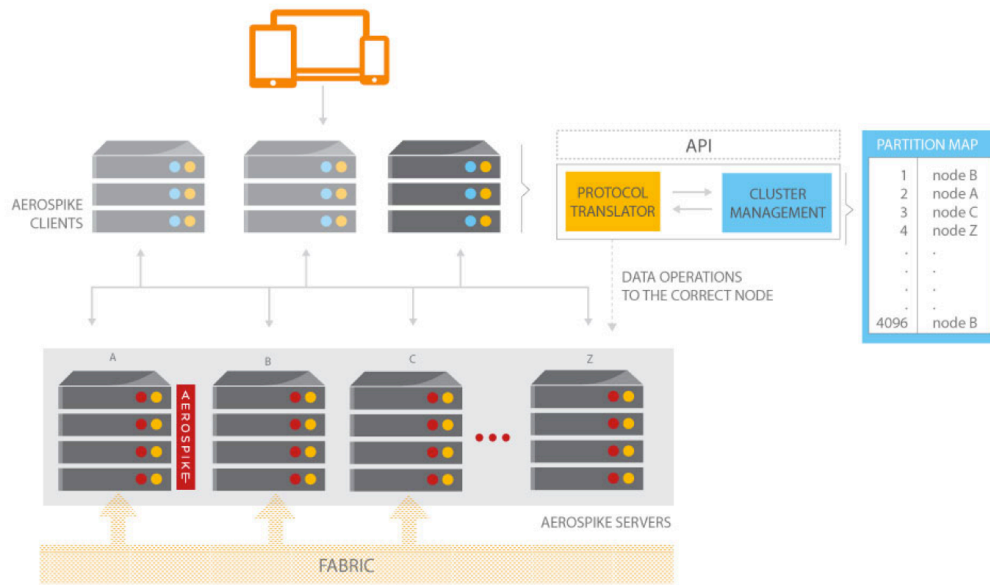 AEROSPIKE
CLIENTS
API
PROTOCOL
TRANSLATOR
CLUSTER
MANAGEMENT
DATA OPERATIONS
TO THE CORRECT NODE
PARTITION MAP
1 node B
2 node A
3 node C
4 node Z
. .
. .
. .
. .
4096 node B
A
B
C
Z
AEROSPIKE
AEROSPIKE SERVERS
FABRIC